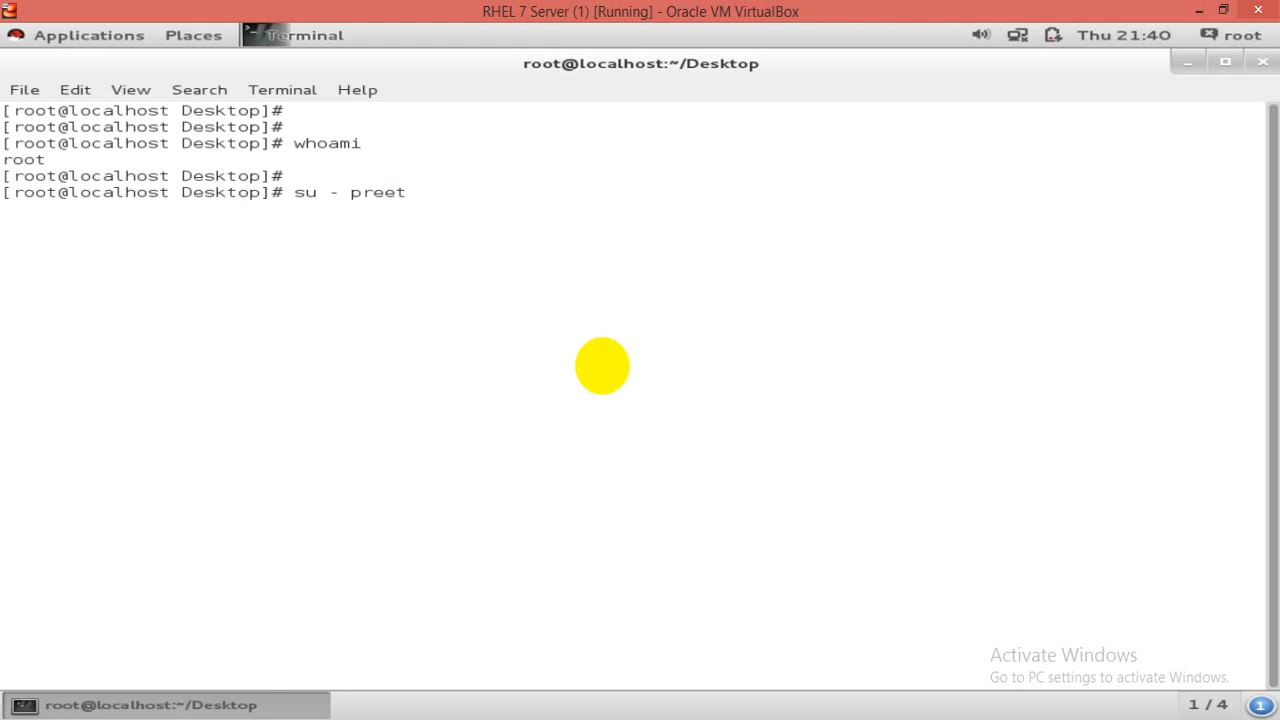 RHEL 7 Server (1) [Running] - Oracle VM VirtualBox
Applications Places Terminal Thu 21:40 root
root@localhost:~/Desktop
File Edit View Search Terminal Help
[root@localhost Desktop]#
[root@localhost Desktop]#
[root@localhost Desktop]# whoami
root
[root@localhost Desktop]#
[root@localhost Desktop]# su - preet
Activate Windows
Go to PC settings to activate Windows.
root@localhost:~/Desktop 1 / 4 1